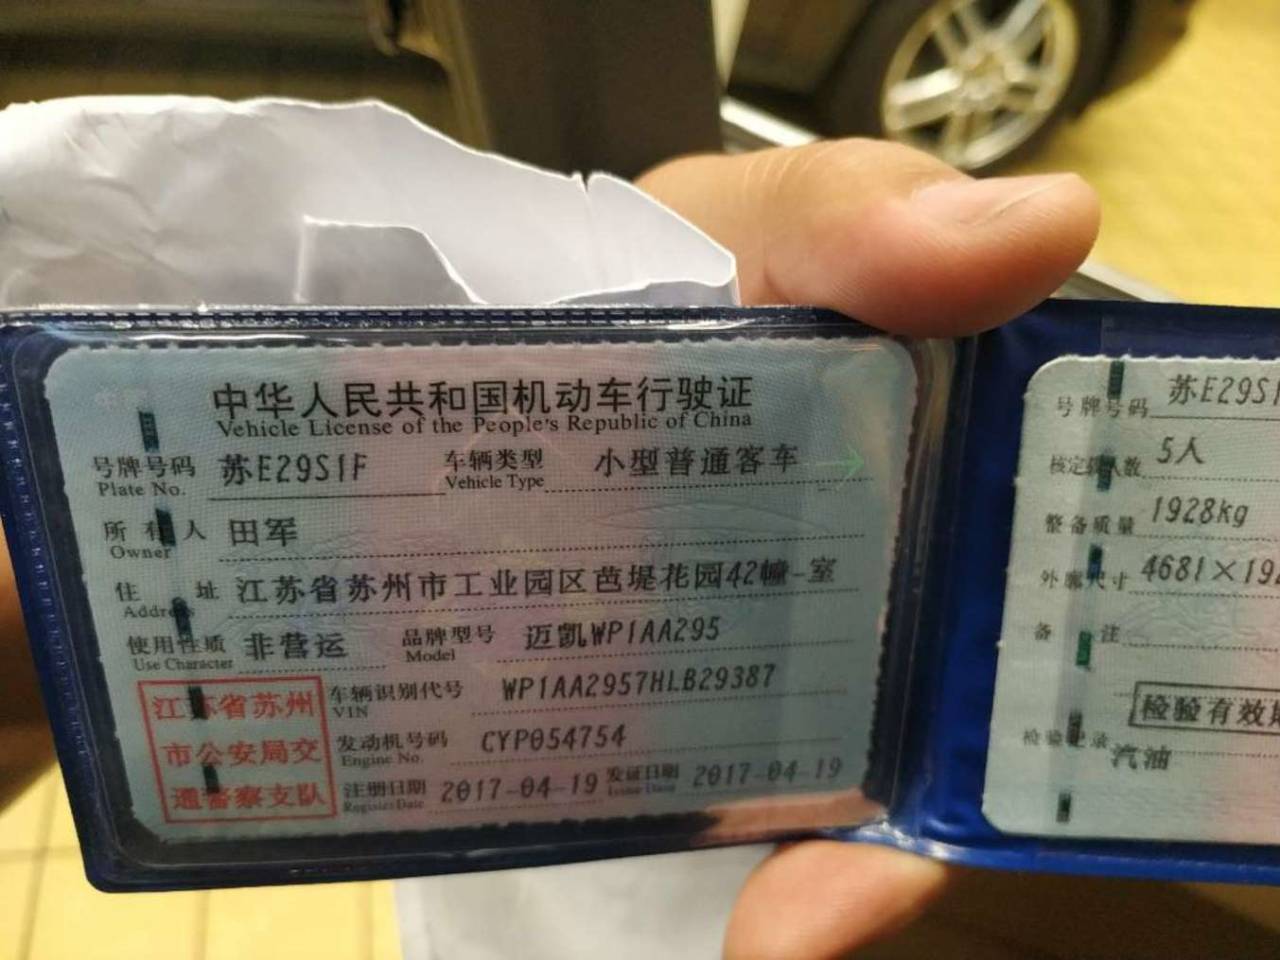 中华人民共和国机动车行驶证
Vehicle License of the People's Republic of China
号牌号码 苏E29S1F 车辆类型 小型普通客车
Plate No. Vehicle Type
所有人 田军
Owner
住址 江苏省苏州市工业园区芭堤花园42幢-室
Address
使用性质 非营运 品牌型号 迈凯WP1AA295
Use Character Model
江苏省苏州
市公安局交
通警察支队
车辆识别代号 WP1AA2957HLB29387
VIN
发动机号码 CYP054754
Engine No.
注册日期 2017-04-19 发证日期 2017-04-19
Register Date Issue Date
号牌号码 苏E29S1
核定载人数 5人
整备质量 1928kg
外廓尺寸 4681×192
备注
检验有效期
检验记录 汽油